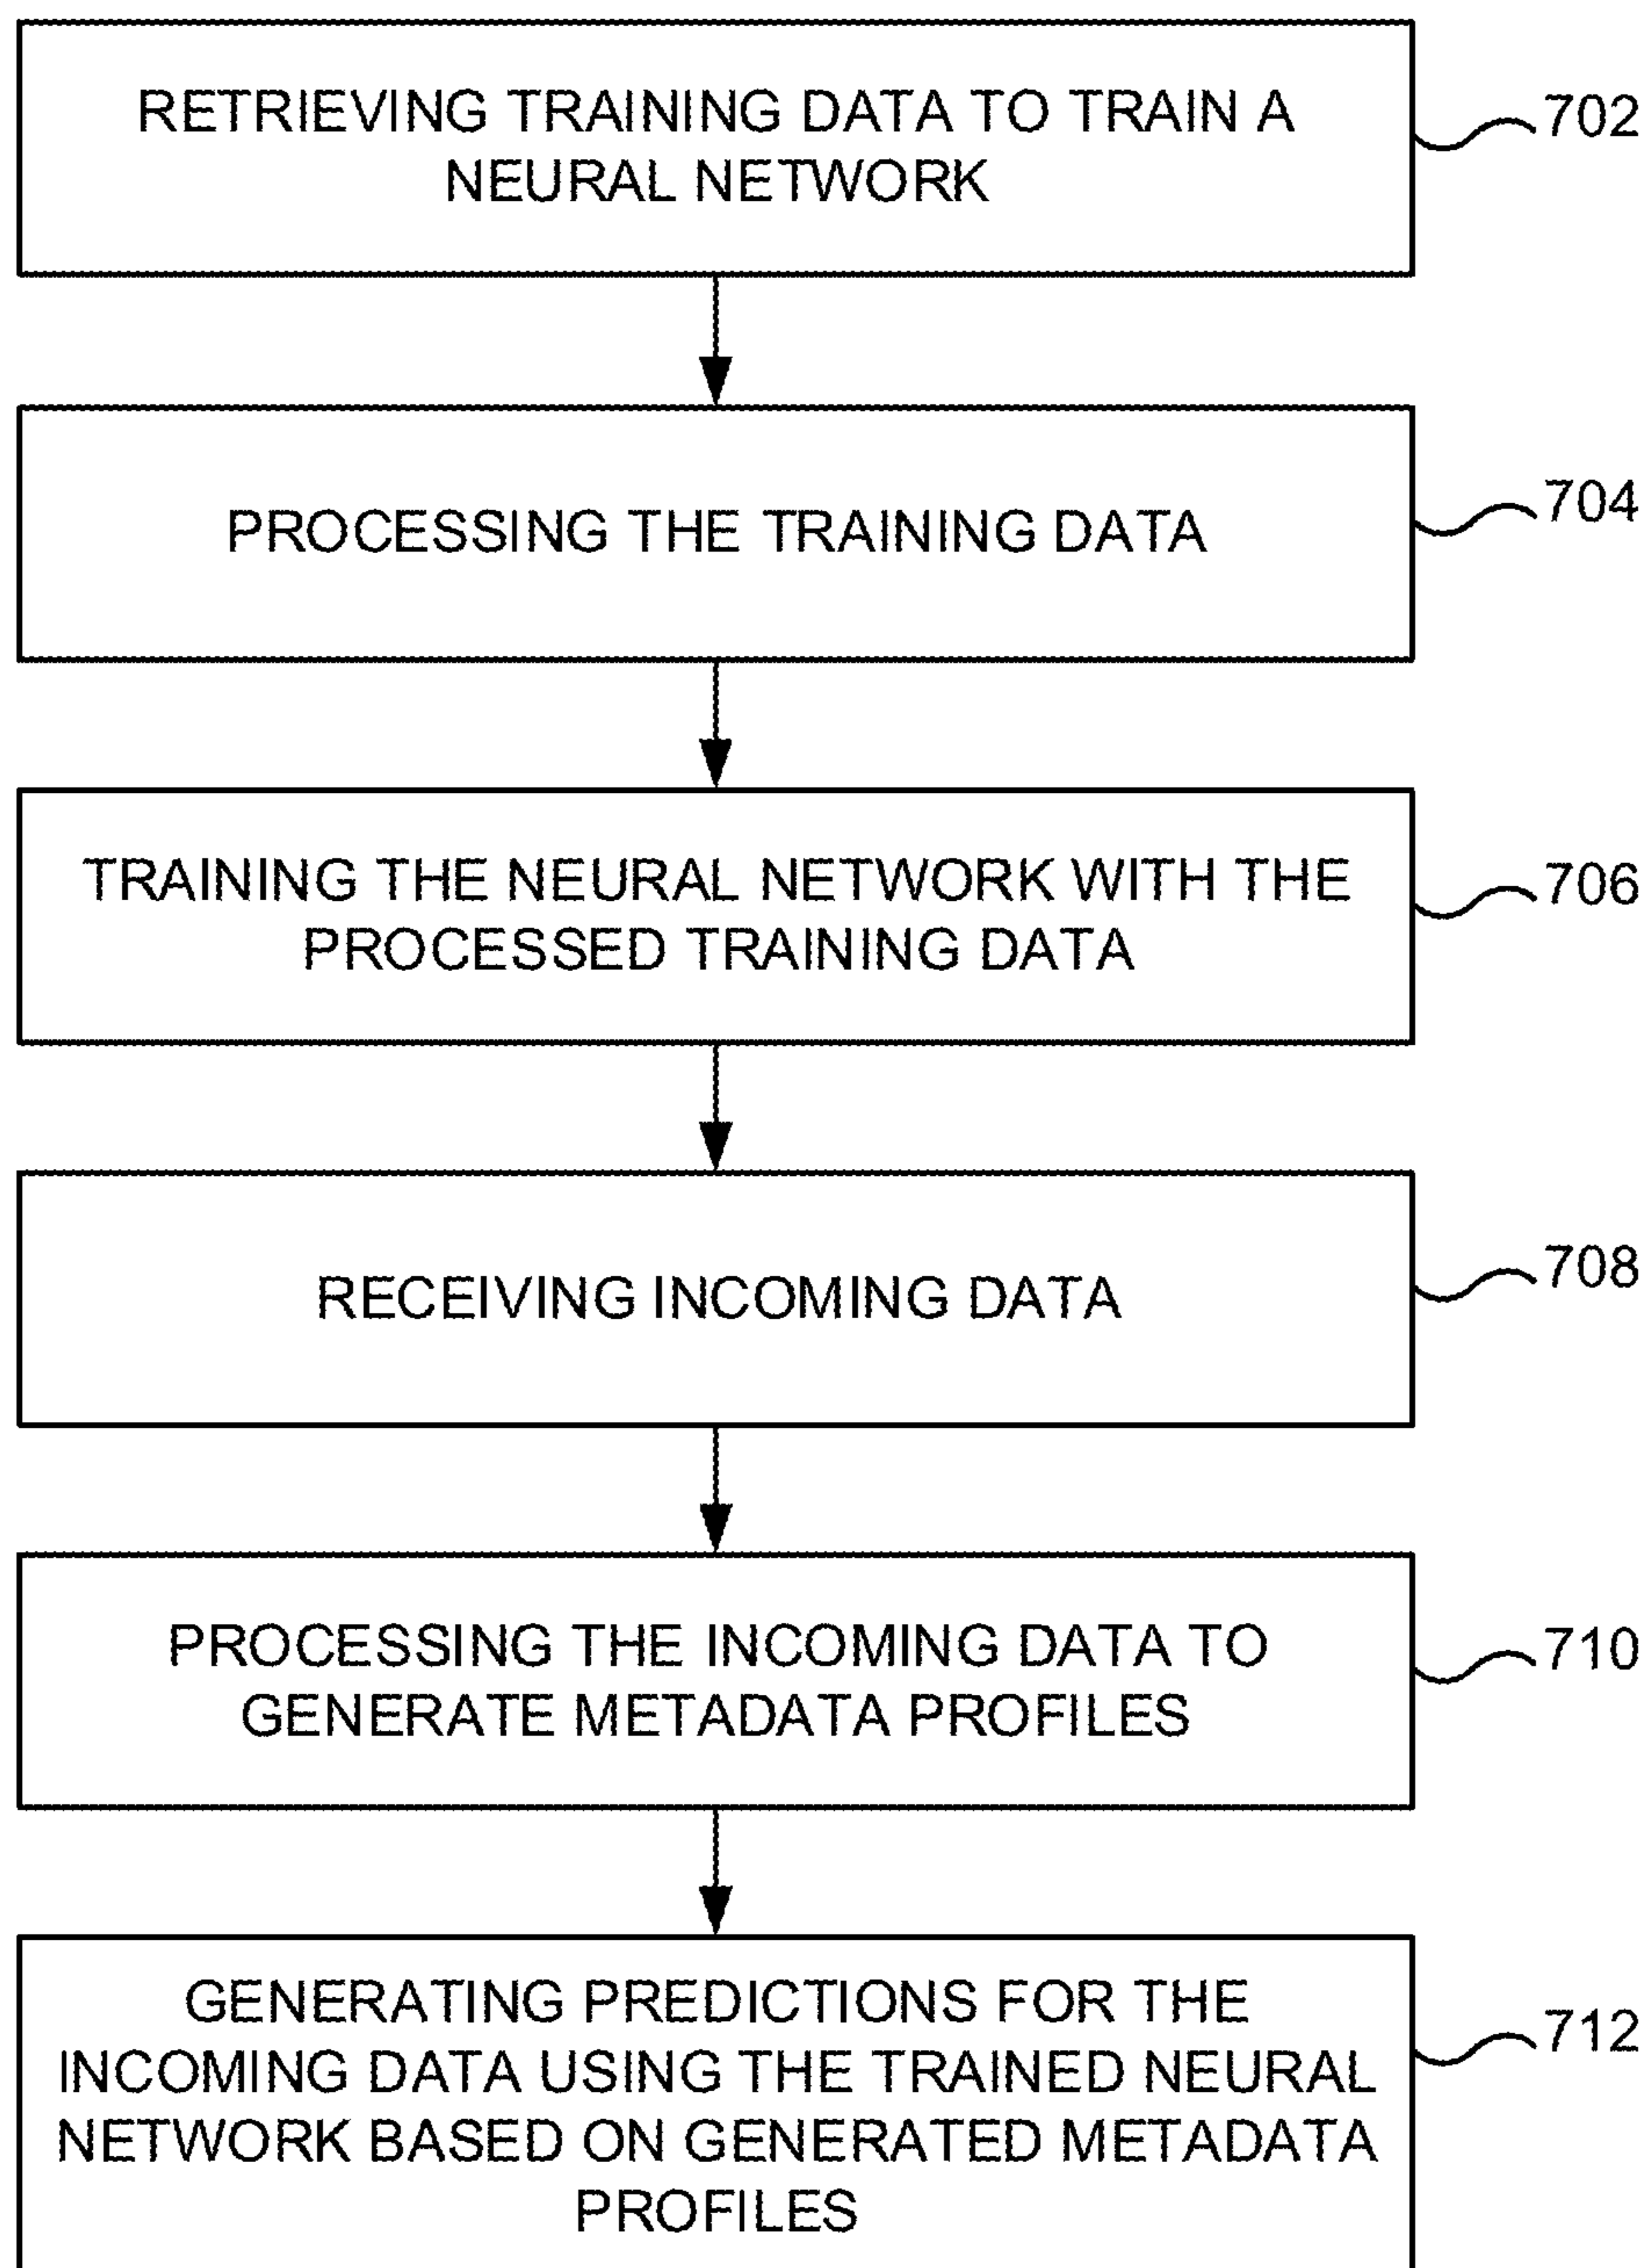 RETRIEVING TRAINING DATA TO TRAIN A
NEURAL NETWORK
702
PROCESSING THE TRAINING DATA
704
TRAINING THE NEURAL NETWORK WITH THE
PROCESSED TRAINING DATA
706
RECEIVING INCOMING DATA
708
PROCESSING THE INCOMING DATA TO
GENERATE METADATA PROFILES
710
GENERATING PREDICTIONS FOR THE
INCOMING DATA USING THE TRAINED NEURAL
NETWORK BASED ON GENERATED METADATA
PROFILES
712